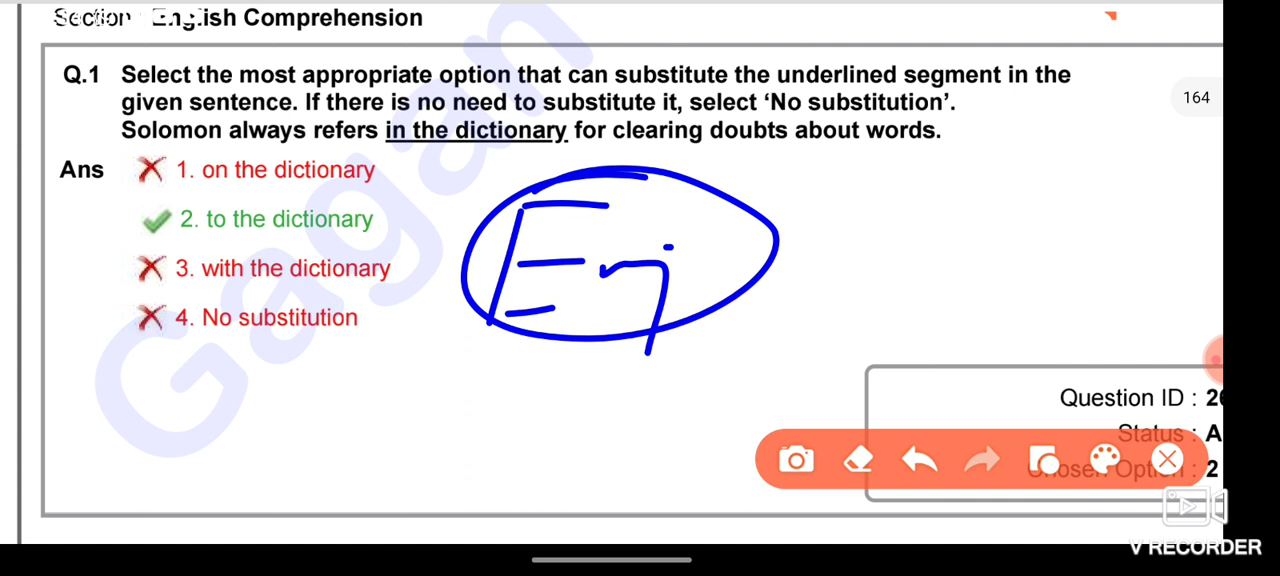 Section : English Comprehension
Q.1 Select the most appropriate option that can substitute the underlined segment in the
given sentence. If there is no need to substitute it, select ‘No substitution’.
Solomon always refers in the dictionary for clearing doubts about words.
164
Ans 1. on the dictionary
2. to the dictionary
3. with the dictionary
4. No substitution
Gagan
Question ID : 2
Status : A
Chosen Option : 2
V RECORDER